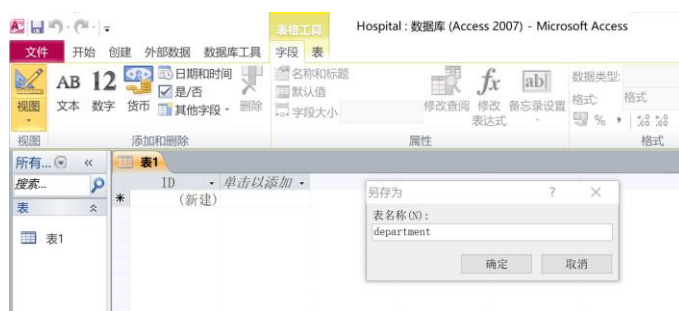 表格工具 Hospital : 数据库 (Access 2007) - Microsoft Access
文件 开始 创建 外部数据 数据库工具 字段 表
视图 AB 文本 12 数字 货币 日期和时间 是/否 其他字段 删除 名称和标题 默认值 字段大小 修改查阅 fx 修改表达式 ab| 备忘录设置 数据类型: 格式: 格式 % ,
视图 添加和删除 属性 格式
所有... « 表1
搜索... ID 单击以添加
表 * (新建)
表1
另存为 ? ×
表名称(N):
department
确定 取消